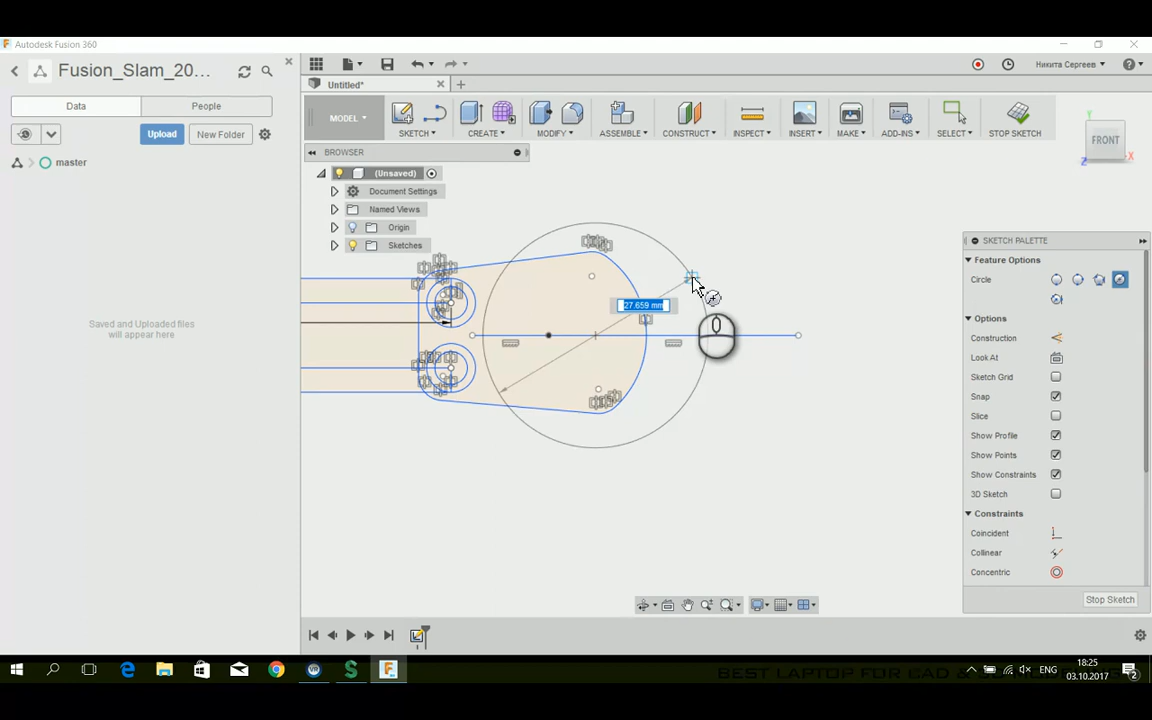 Autodesk Fusion 360
Fusion_Slam_20...
Data
People
Upload
New Folder
master
Saved and Uploaded files
will appear here
Никита Сергеев
Untitled*
MODEL
SKETCH
CREATE
MODIFY
ASSEMBLE
CONSTRUCT
INSPECT
INSERT
MAKE
ADD-INS
SELECT
STOP SKETCH
FRONT
Y
Z
X
BROWSER
(Unsaved)
Document Settings
Named Views
Origin
Sketches
27.659 mm
SKETCH PALETTE
Feature Options
Circle
Options
Construction
Look At
Sketch Grid
Snap
Slice
Show Profile
Show Points
Show Constraints
3D Sketch
Constraints
Coincident
Collinear
Concentric
Stop Sketch
ENG
18:25
03.10.2017
2